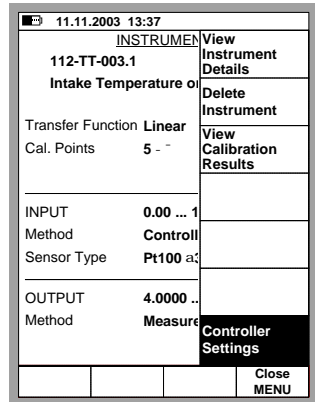 11.11.2003 13:37
INSTRUMEN
112-TT-003.1
Intake Temperature
Transfer Function Linear
Cal. Points 5 - -
INPUT 0.00 ... 1
Method Controll
Sensor Type Pt100
OUTPUT 4.0000 ..
Method Measure
View
Instrument
Details
Delete
Instrument
View
Calibration
Results
Controller
Settings
Close
MENU